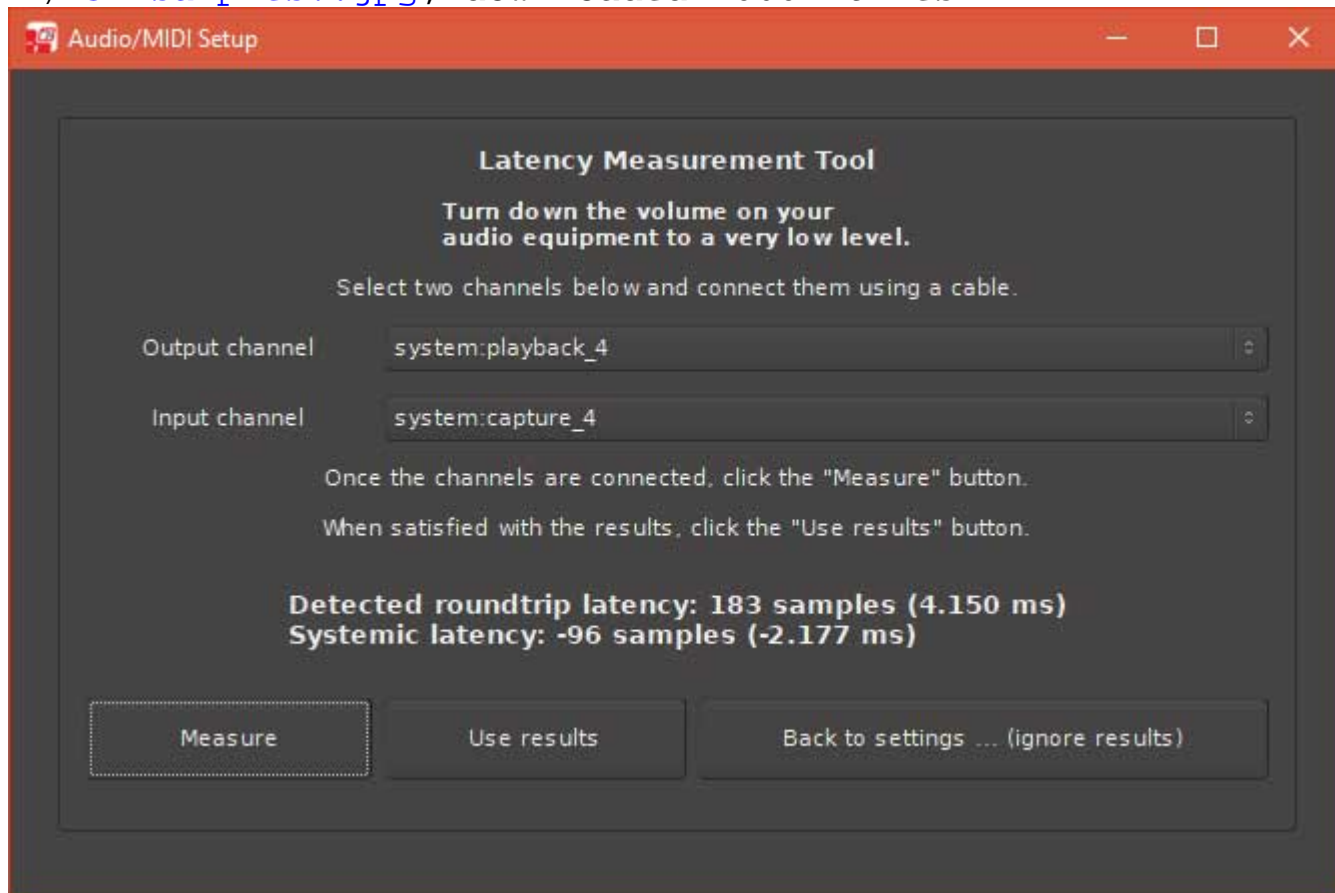 Audio/MIDI Setup
Latency Measurement Tool
Turn down the volume on your
audio equipment to a very low level.
Select two channels below and connect them using a cable.
Output channel system:playback_4
Input channel system:capture_4
Once the channels are connected, click the "Measure" button.
When satisfied with the results, click the "Use results" button.
Detected roundtrip latency: 183 samples (4.150 ms)
Systemic latency: -96 samples (-2.177 ms)
Measure Use results Back to settings ... (ignore results)